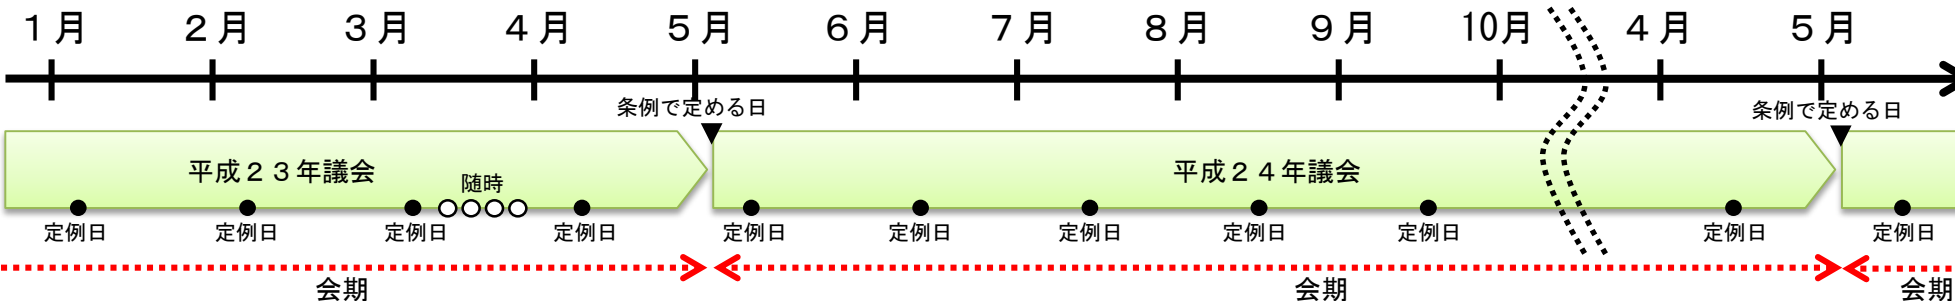 １月 ２月 ３月 ４月 ５月 ６月 ７月 ８月 ９月 10月 ４月 ５月
条例で定める日 条例で定める日
平成２３年議会 平成２４年議会
随時
定例日 定例日 定例日 定例日 定例日 定例日 定例日 定例日 定例日 定例日 定例日
会期 会期 会期